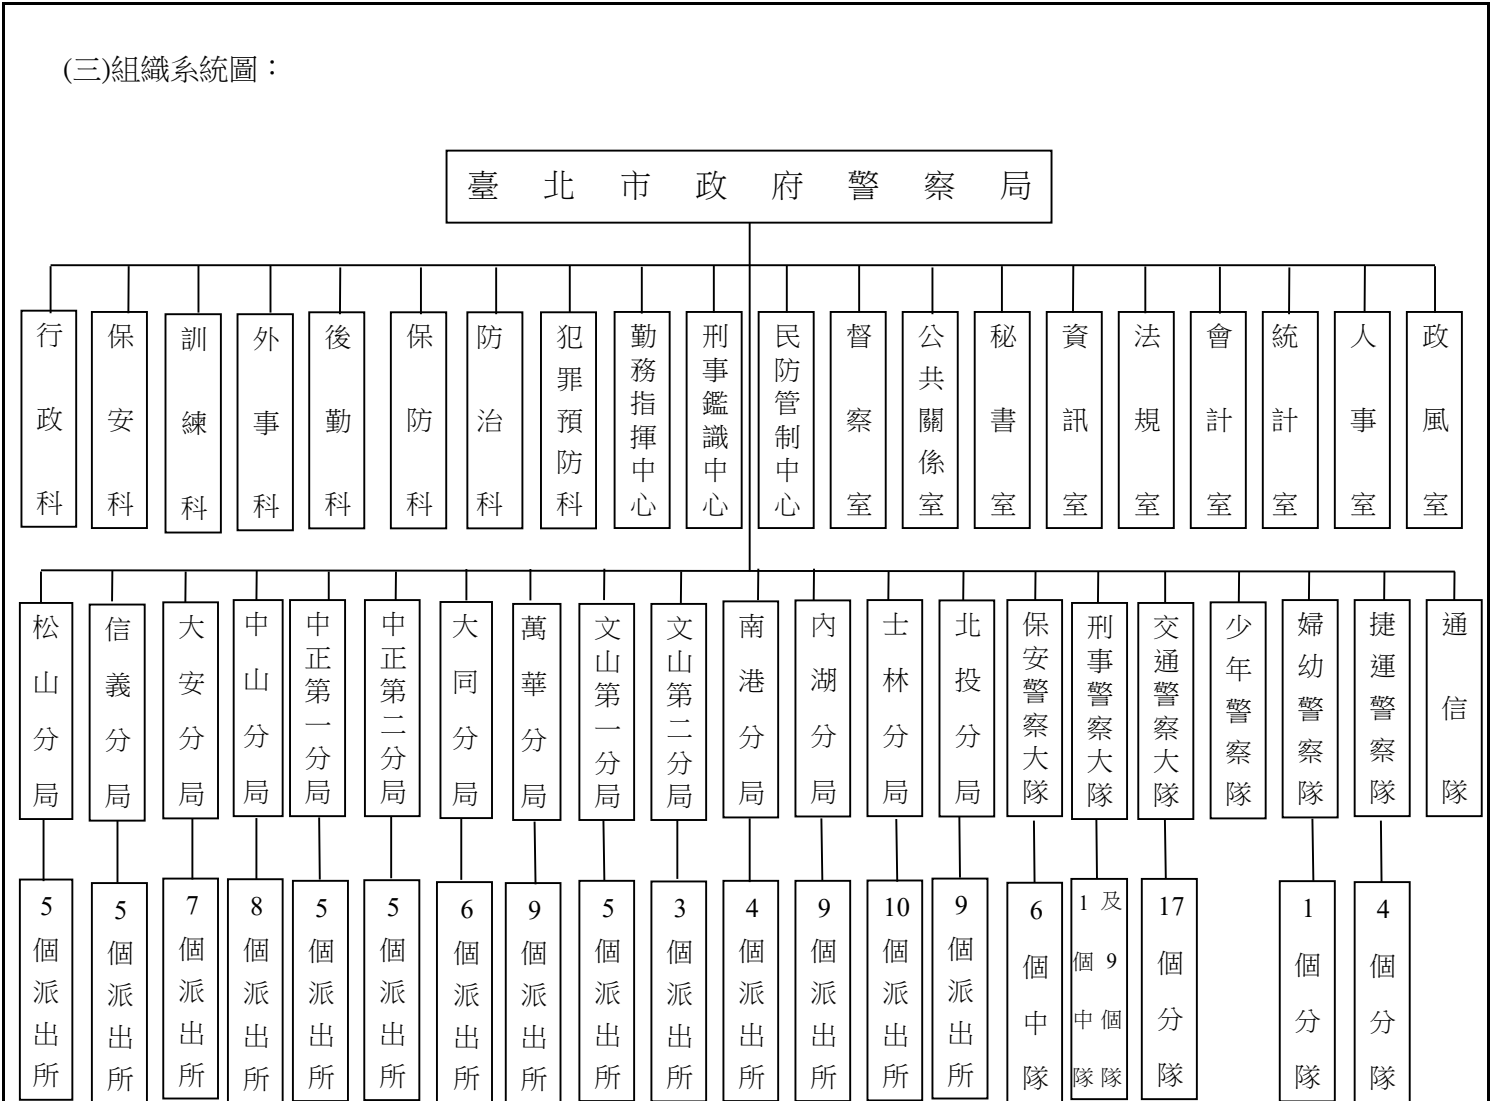 (三)組織系統圖：
臺北市政府警察局
行政科
保安科
訓練科
外事科
後勤科
保防科
防治科
犯罪預防科
勤務指揮中心
刑事鑑識中心
民防管制中心
督察室
公共關係室
秘書室
資訊室
法規室
會計室
統計室
人事室
政風室
松山分局
信義分局
大安分局
中山分局
中正第一分局
中正第二分局
大同分局
萬華分局
文山第一分局
文山第二分局
南港分局
內湖分局
士林分局
北投分局
保安警察大隊
刑事警察大隊
交通警察大隊
少年警察隊
婦幼警察隊
捷運警察隊
通信隊
5個派出所
5個派出所
7個派出所
8個派出所
5個派出所
5個派出所
6個派出所
9個派出所
5個派出所
3個派出所
4個派出所
9個派出所
10個派出所
9個派出所
6個中隊
1個中隊
及9個隊
17個分隊
1個分隊
4個分隊